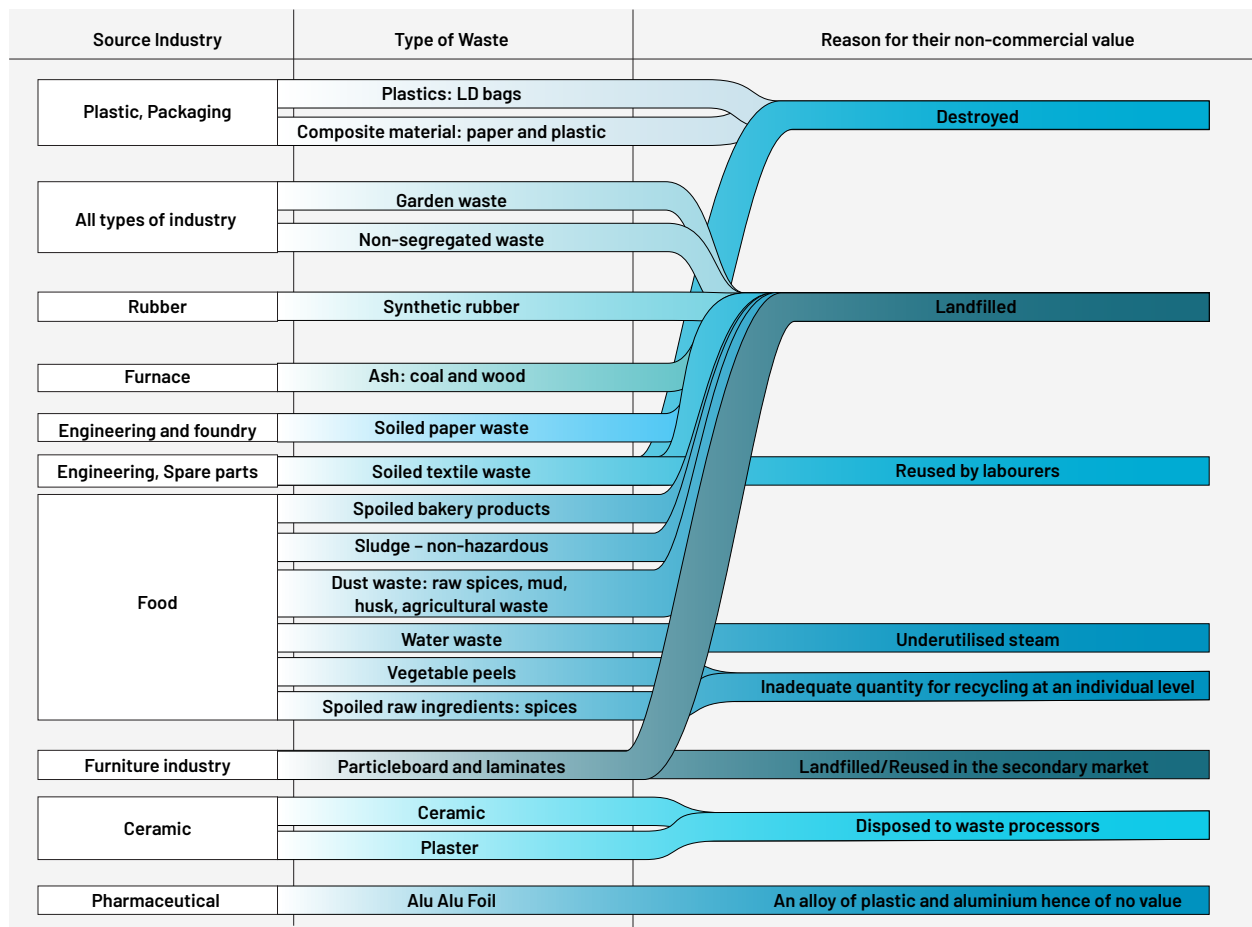 Source Industry
Type of Waste
Reason for their non-commercial value
Plastic, Packaging
Plastics: LD bags
Composite material: paper and plastic
Destroyed
All types of industry
Garden waste
Non-segregated waste
Rubber
Synthetic rubber
Landfilled
Furnace
Ash: coal and wood
Engineering and foundry
Soiled paper waste
Engineering, Spare parts
Soiled textile waste
Reused by labourers
Food
Spoiled bakery products
Sludge – non-hazardous
Dust waste: raw spices, mud,
husk, agricultural waste
Water waste
Underutilised steam
Vegetable peels
Inadequate quantity for recycling at an individual level
Spoiled raw ingredients: spices
Furniture industry
Particleboard and laminates
Landfilled/Reused in the secondary market
Ceramic
Ceramic
Plaster
Disposed to waste processors
Pharmaceutical
Alu Alu Foil
An alloy of plastic and aluminium hence of no value